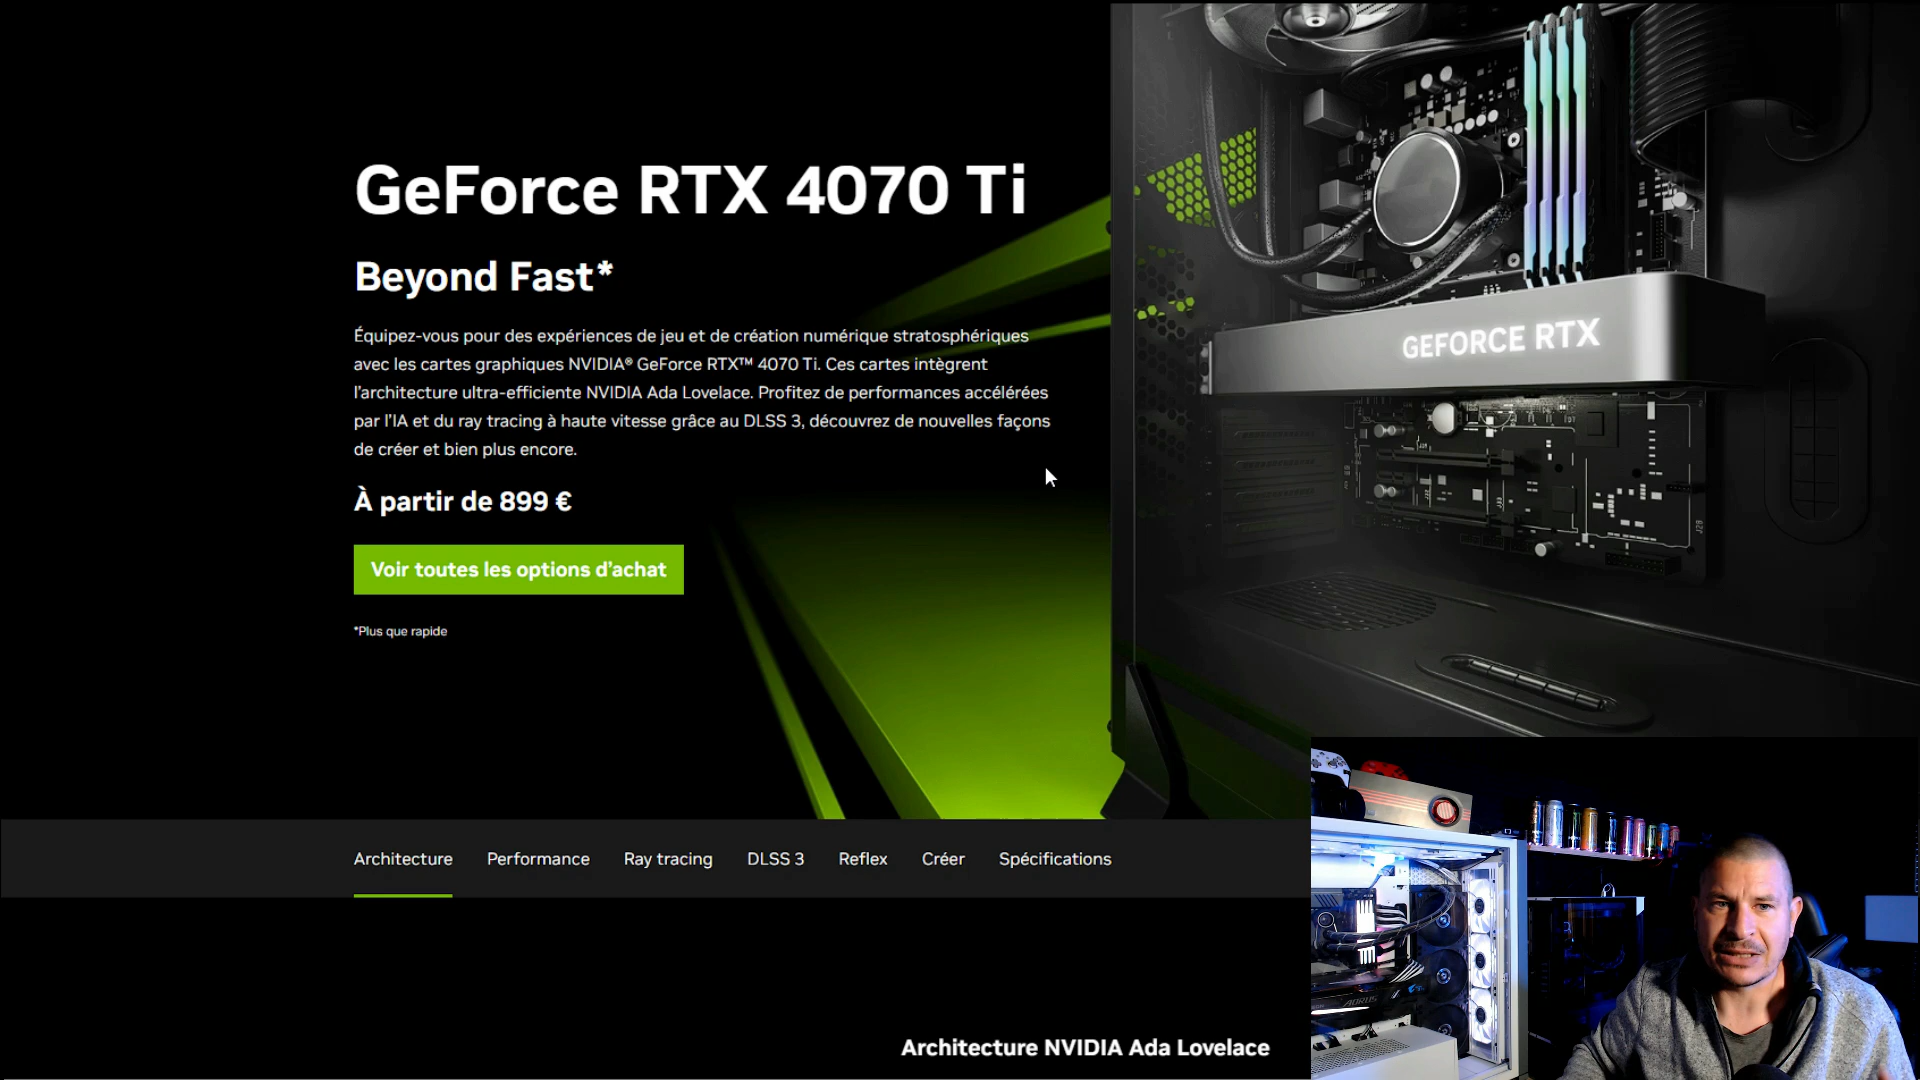 GeForce RTX 4070 Ti
Beyond Fast*
Équipez-vous pour des expériences de jeu et de création numérique stratosphériques
avec les cartes graphiques NVIDIA® GeForce RTX™ 4070 Ti. Ces cartes intègrent
l'architecture ultra-efficiente NVIDIA Ada Lovelace. Profitez de performances accélérées
par l'IA et du ray tracing à haute vitesse grâce au DLSS 3, découvrez de nouvelles façons
de créer et bien plus encore.
À partir de 899 €
Voir toutes les options d'achat
*Plus que rapide
GEFORCE RTX
Architecture
Performance
Ray tracing
DLSS 3
Reflex
Créer
Spécifications
Architecture NVIDIA Ada Lovelace
AORUS